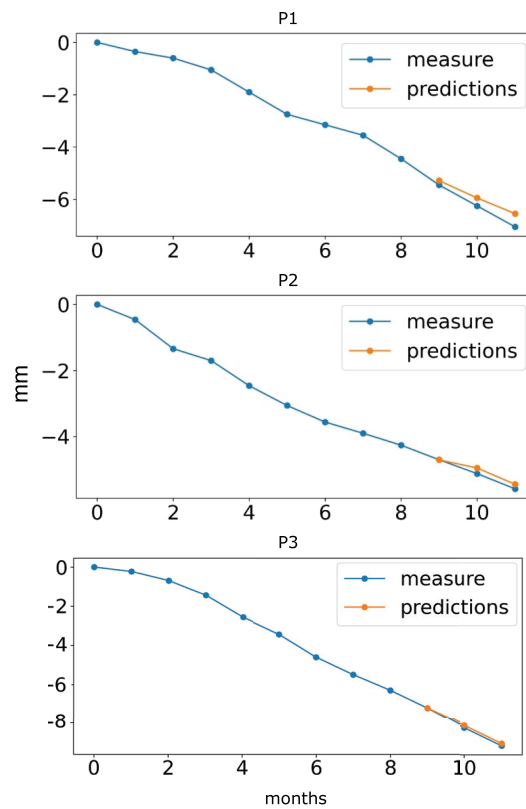 P1
0
−2
−4
−6
measure
predictions
0 2 4 6 8 10
P2
mm
0
−2
−4
measure
predictions
0 2 4 6 8 10
P3
0
-2
-4
-6
-8
measure
predictions
0 2 4 6 8 10
months